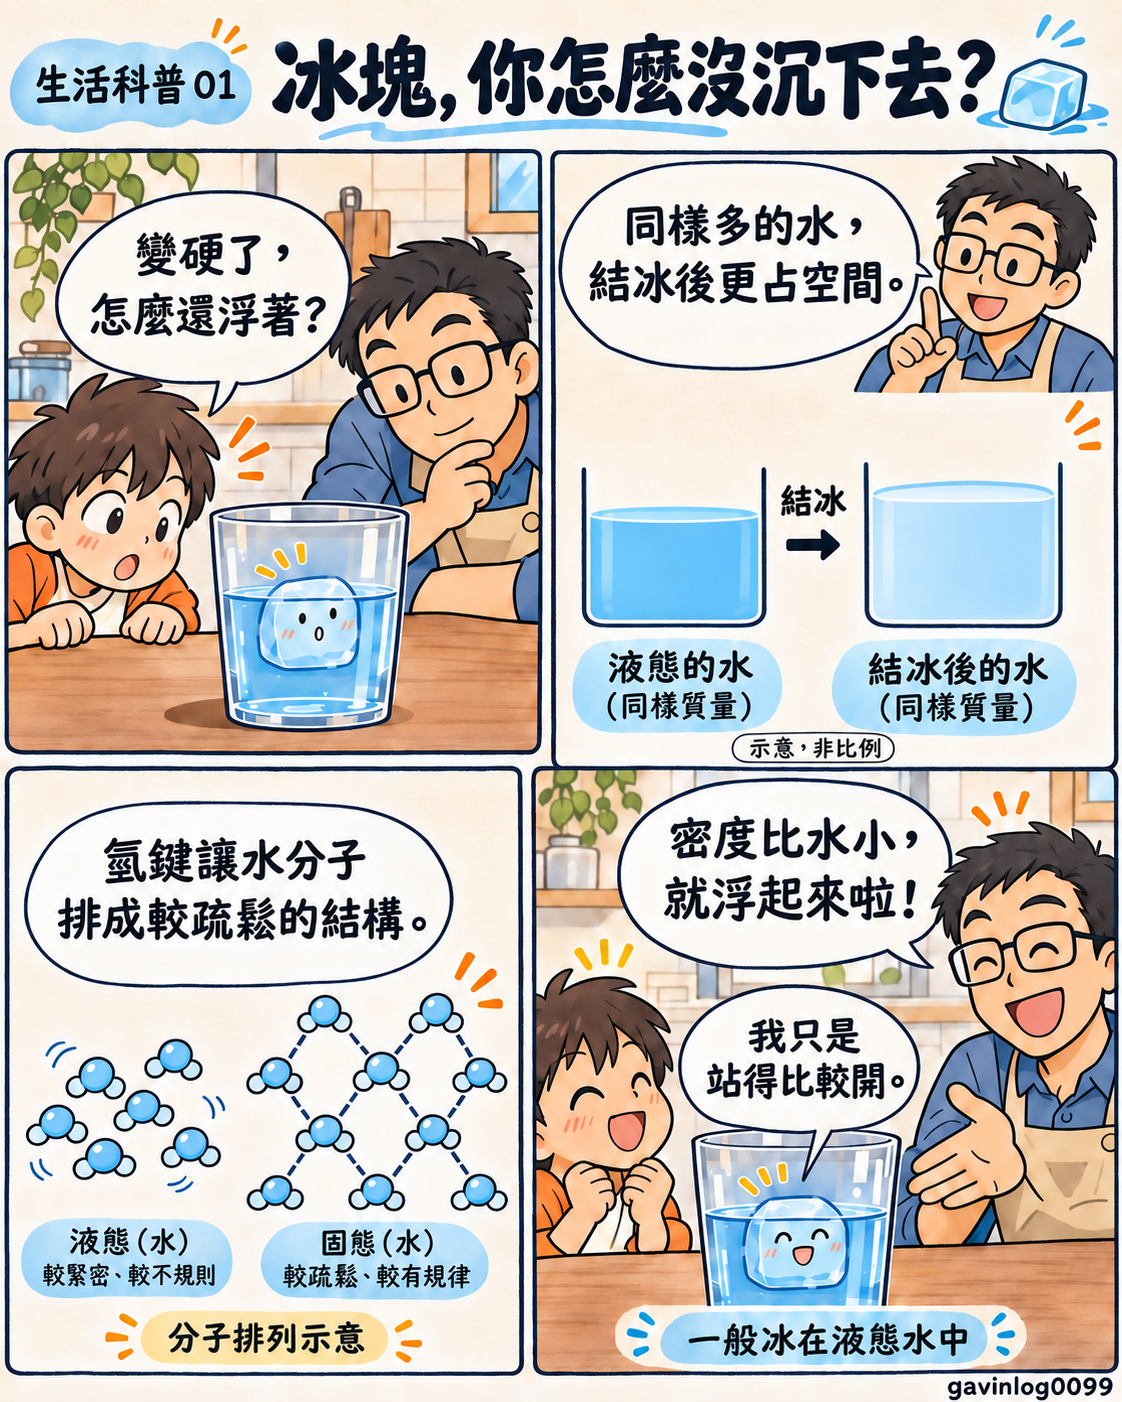 生活科普 01
冰塊,你怎麼沒沉下去?
變硬了,
怎麼還浮著?
同樣多的水,
結冰後更占空間。
結冰
液態的水
(同樣質量)
結冰後的水
(同樣質量)
示意,非比例
氫鍵讓水分子
排成較疏鬆的結構。
液態(水)
較緊密、較不規則
固態(水)
較疏鬆、較有規律
分子排列示意
密度比水小,
就浮起來啦!
我只是
站得比較開。
一般冰在液態水中
gavinlog0099